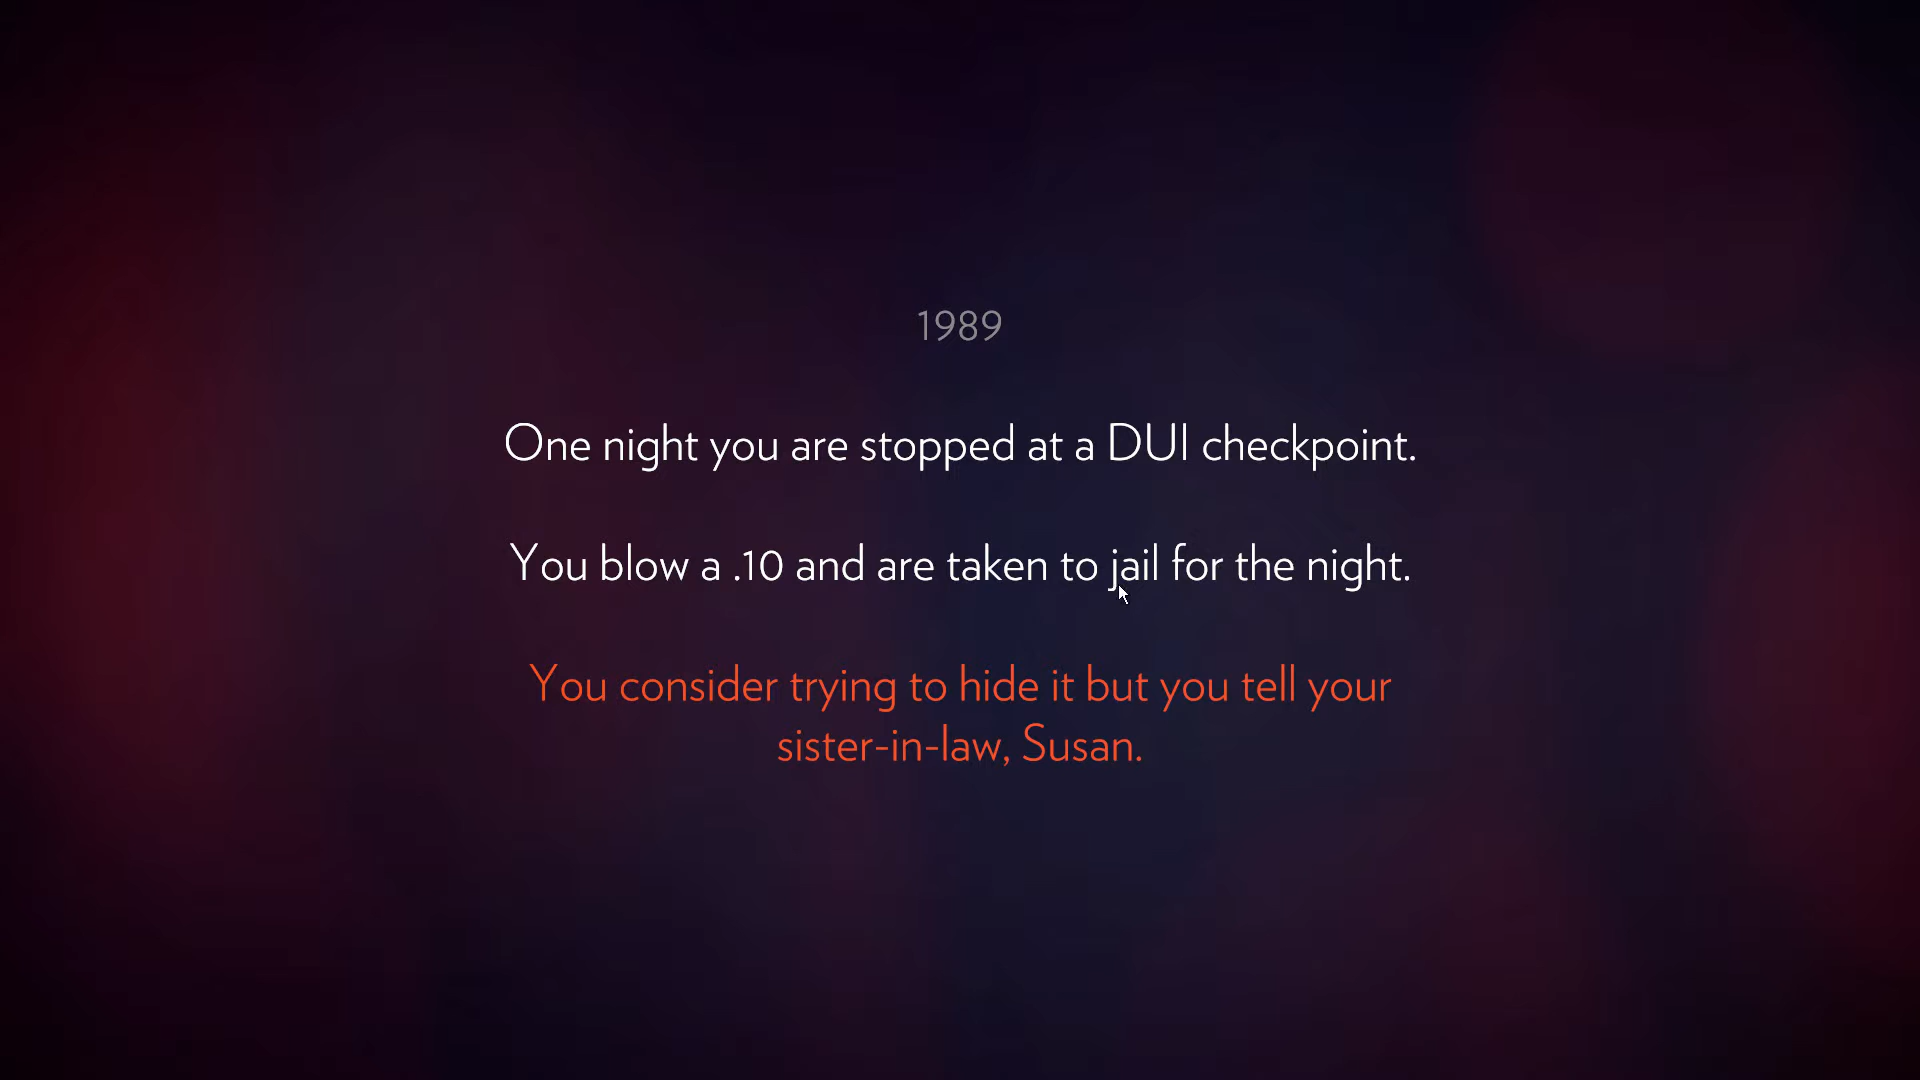 1989
One night you are stopped at a DUI checkpoint.
You blow a .10 and are taken to jail for the night.
You consider trying to hide it but you tell your
sister-in-law, Susan.